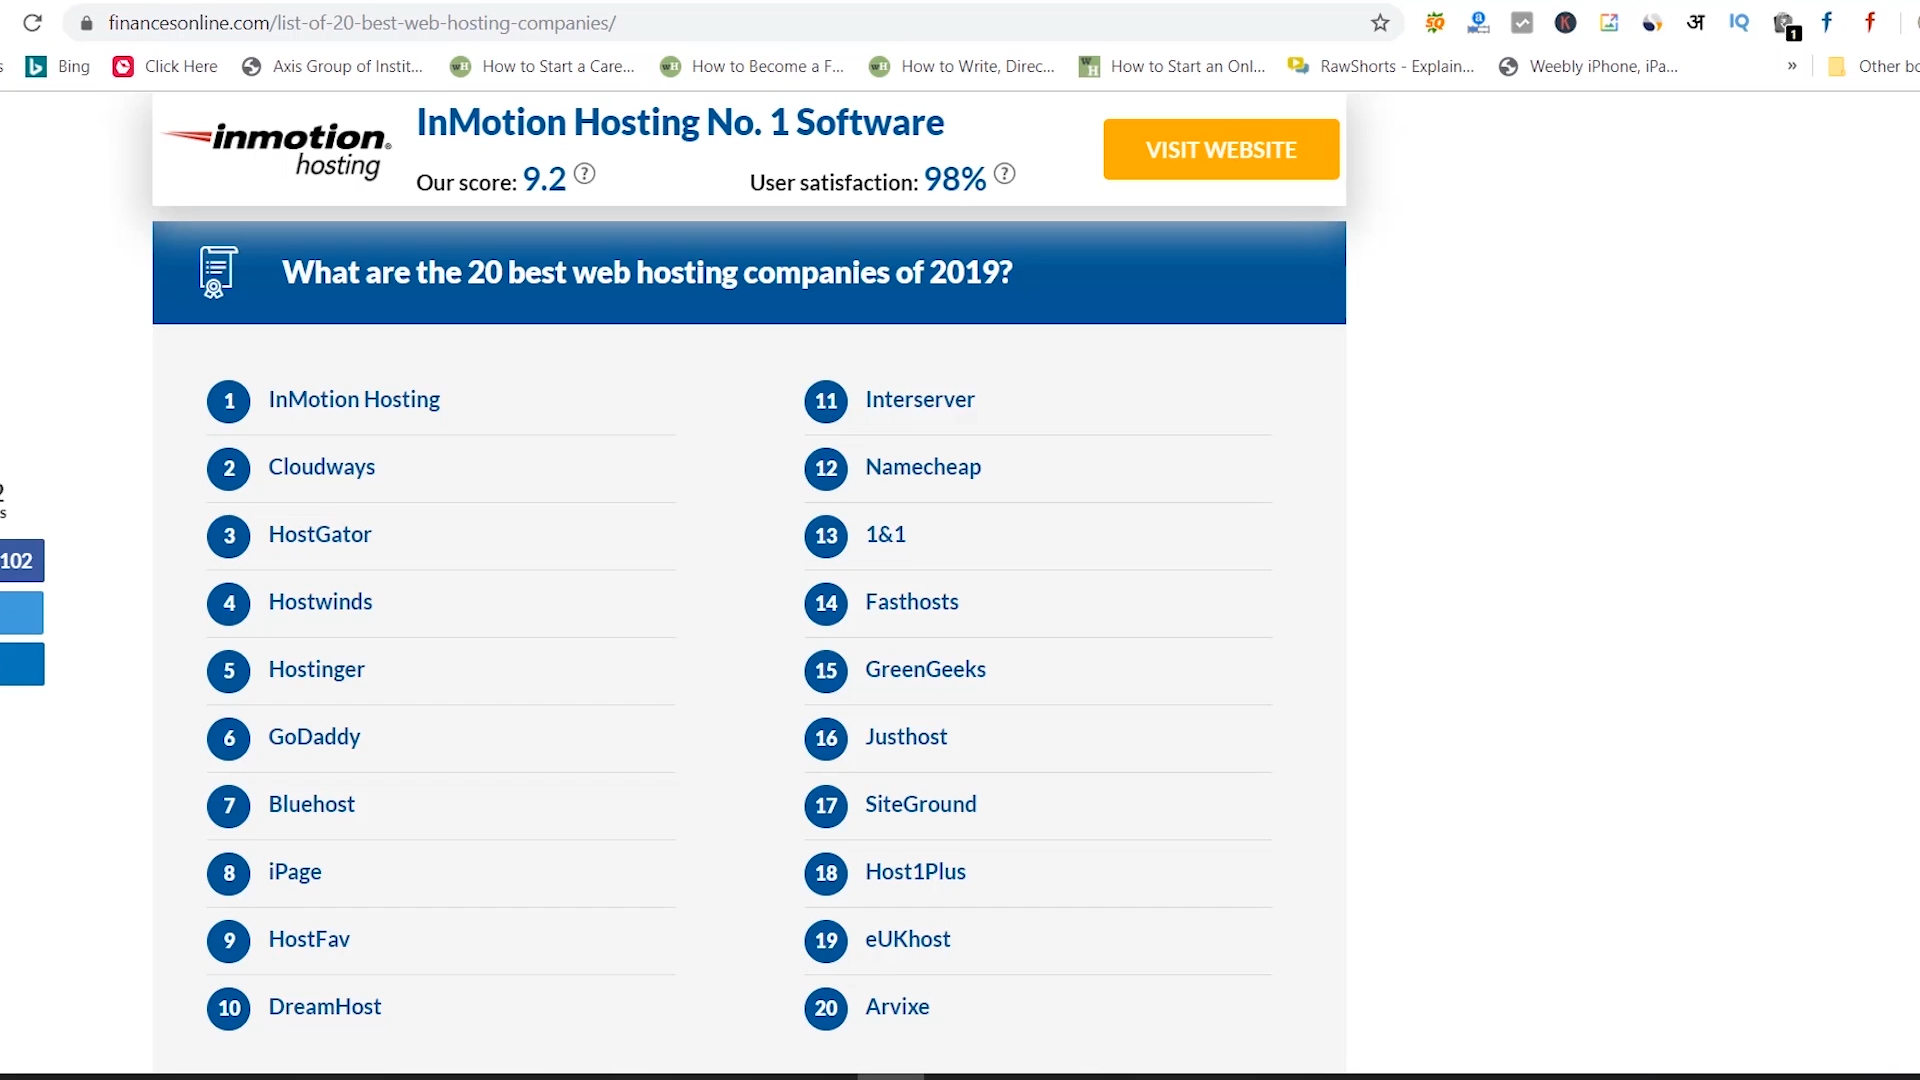 financesonline.com/list-of-20-best-web-hosting-companies/
SQ
K
अ
IQ
1
f
f
s
Bing
Click Here
Axis Group of Instit...
How to Start a Care...
How to Become a F...
How to Write, Direc...
How to Start an Onl...
RawShorts - Explain...
Weebly iPhone, iPa...
»
Other bo
inmotion
hosting
InMotion Hosting No. 1 Software
Our score: 9.2 ?
User satisfaction: 98% ?
VISIT WEBSITE
What are the 20 best web hosting companies of 2019?
2
s
102
1 InMotion Hosting
2 Cloudways
3 HostGator
4 Hostwinds
5 Hostinger
6 GoDaddy
7 Bluehost
8 iPage
9 HostFav
10 DreamHost
11 Interserver
12 Namecheap
13 1&1
14 Fasthosts
15 GreenGeeks
16 Justhost
17 SiteGround
18 Host1Plus
19 eUKhost
20 Arvixe